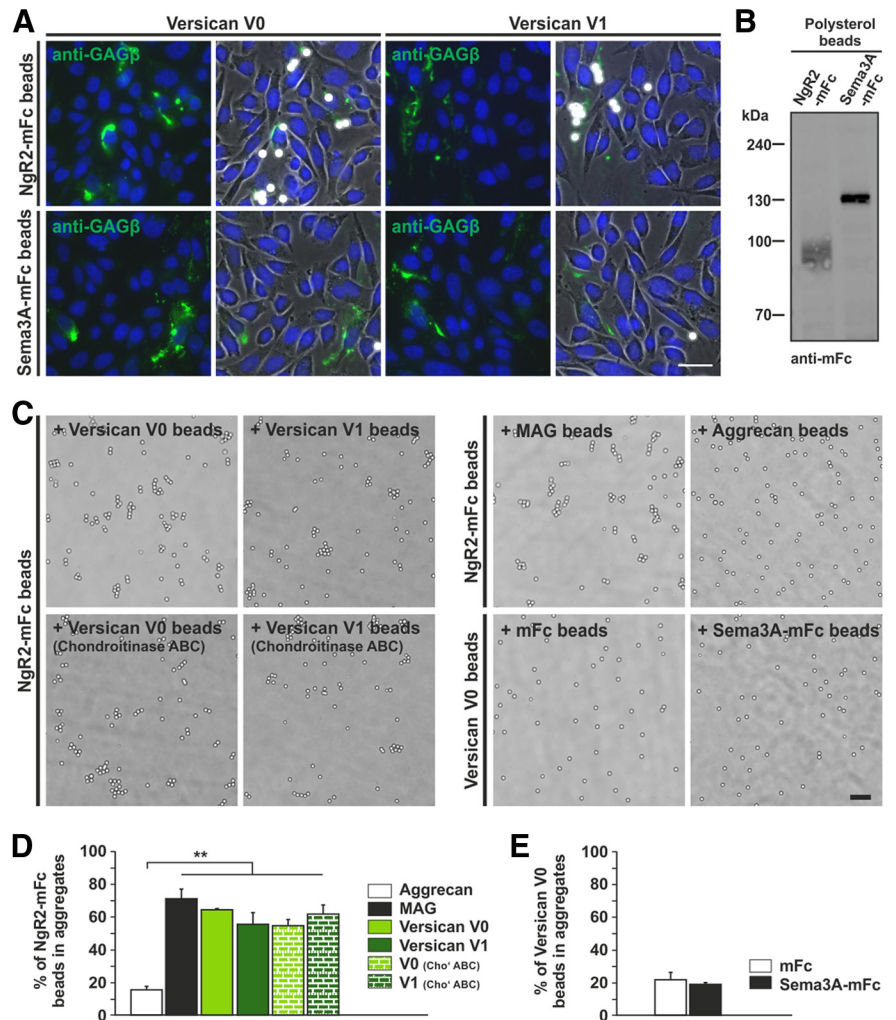 A
Versican V0
Versican V1
NgR2-mFc beads
anti-GAGβ
anti-GAGβ
Sema3A-mFc beads
anti-GAGβ
anti-GAGβ
B
Polysterol
beads
NgR2
-mFc
Sema3A
-mFc
kDa
240
130
100
70
anti-mFc
C
NgR2-mFc beads
+ Versican V0 beads
+ Versican V1 beads
+ Versican V0 beads
(Chondroitinase ABC)
+ Versican V1 beads
(Chondroitinase ABC)
NgR2-mFc beads
+ MAG beads
+ Aggrecan beads
Versican V0 beads
+ mFc beads
+ Sema3A-mFc beads
D
% of NgR2-mFc
beads in aggregates
100
80
60
40
20
0
**
Aggrecan
MAG
Versican V0
Versican V1
V0 (Cho' ABC)
V1 (Cho' ABC)
E
% of Versican V0
beads in aggregates
100
80
60
40
20
0
mFc
Sema3A-mFc